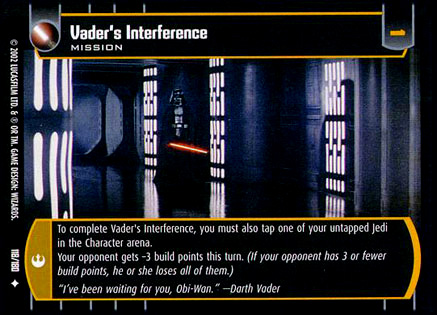 Vader's Interference
MISSION
1
To complete Vader's Interference, you must also tap one of your untapped Jedi
in the Character arena.
Your opponent gets -3 build points this turn. (If your opponent has 3 or fewer
build points, he or she loses all of them.)
"I've been waiting for you, Obi-Wan." —Darth Vader
© 2002 LUCASFILM LTD. & ® OR TM. GAME DESIGN: WIZARDS.
118/180